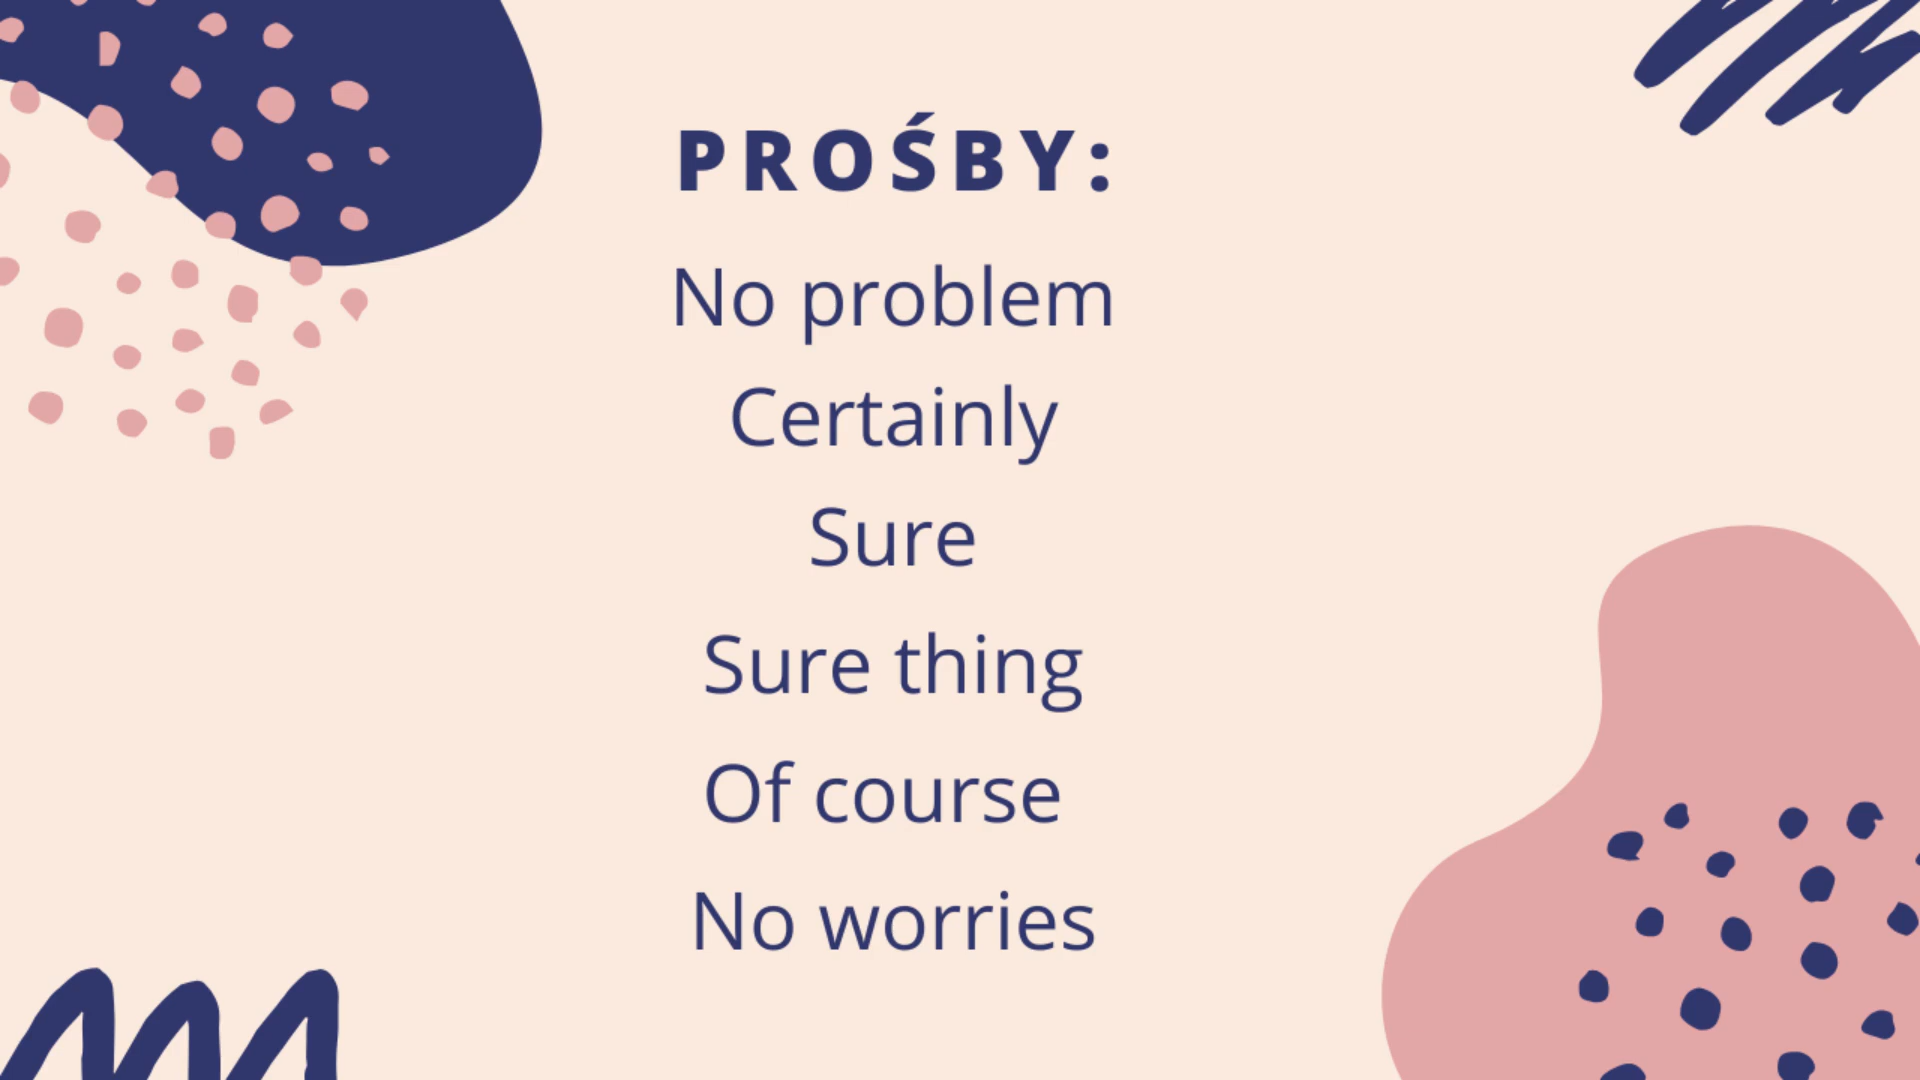 PROŚBY:
No problem
Certainly
Sure
Sure thing
Of course
No worries